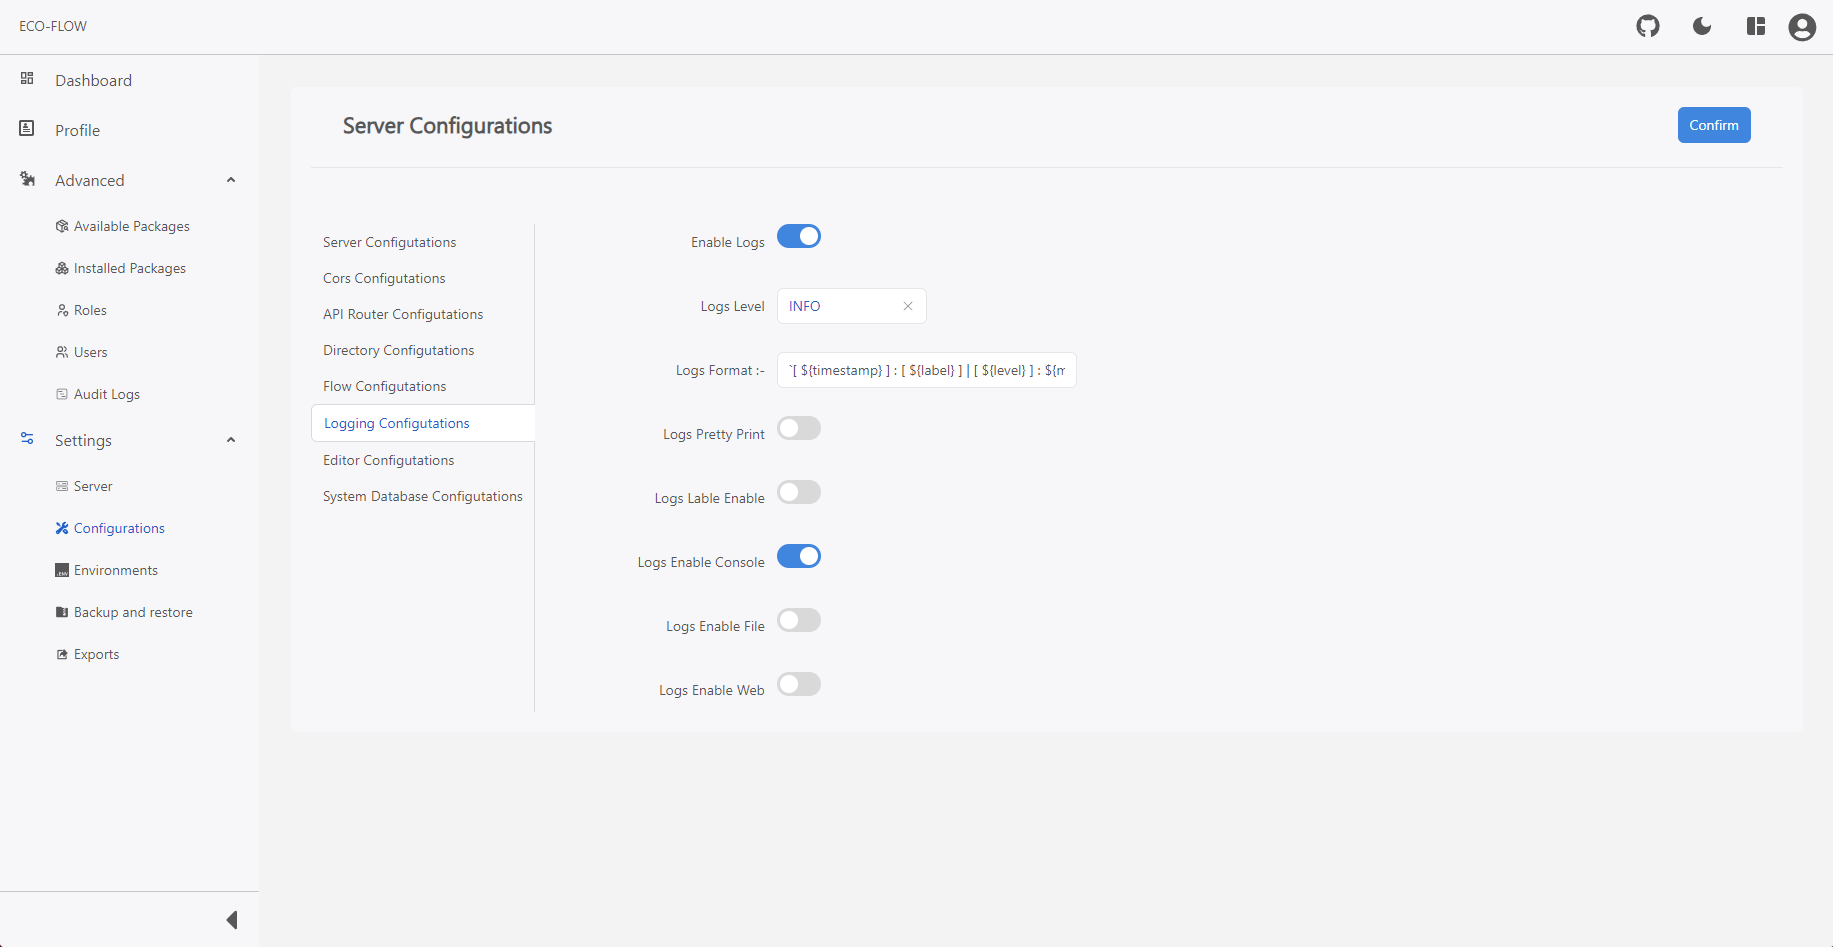 ECO-FLOW
Dashboard
Profile
Advanced
Available Packages
Installed Packages
Roles
Users
Audit Logs
Settings
Server
Configurations
.ENV
Environments
Backup and restore
Exports
Server Configurations
Confirm
Server Configutations
Cors Configutations
API Router Configutations
Directory Configutations
Flow Configutations
Logging Configutations
Editor Configutations
System Database Configutations
Enable Logs
Logs Level
INFO
Logs Format :-
`[ ${timestamp} ] : [ ${label} ] | [ ${level} ] : ${m
Logs Pretty Print
Logs Lable Enable
Logs Enable Console
Logs Enable File
Logs Enable Web